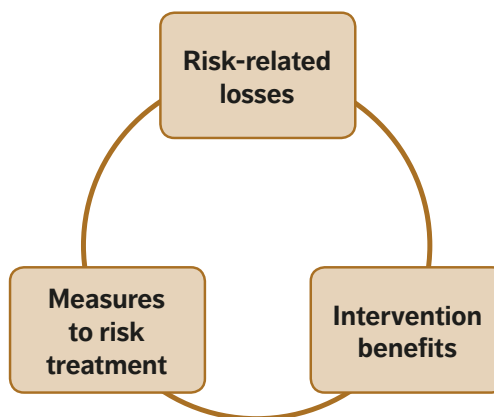 Risk-related
losses
Measures
to risk
treatment
Intervention
benefits